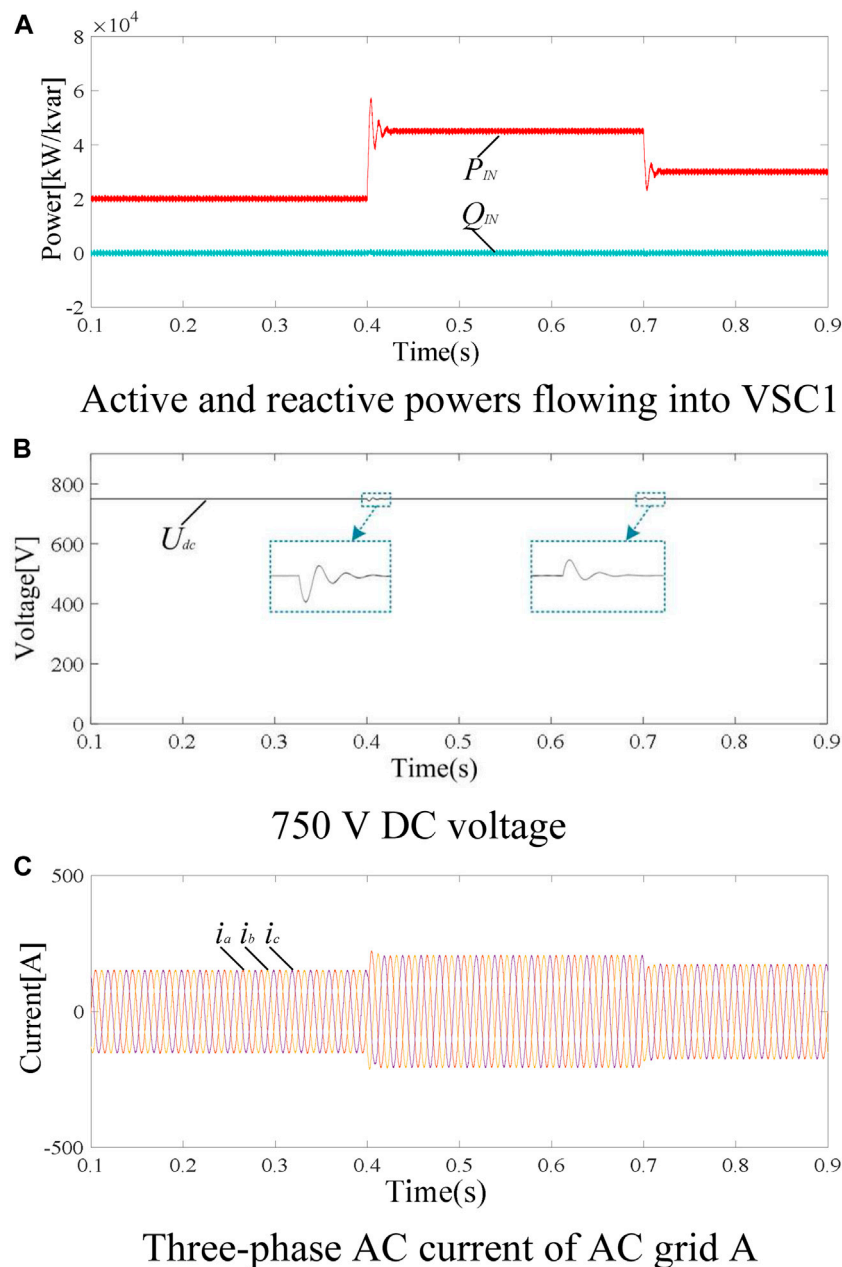 A
× 10⁴
8
6
4
2
0
-2
Power[kW/kvar]
P_IN
Q_IN
0.1 0.2 0.3 0.4 0.5 0.6 0.7 0.8 0.9
Time(s)
Active and reactive powers flowing into VSC1
B
800
600
400
200
0
Voltage[V]
U_dc
0.1 0.2 0.3 0.4 0.5 0.6 0.7 0.8 0.9
Time(s)
750 V DC voltage
C
500
0
-500
Current[A]
i_a i_b i_c
0.1 0.2 0.3 0.4 0.5 0.6 0.7 0.8 0.9
Time(s)
Three-phase AC current of AC grid A